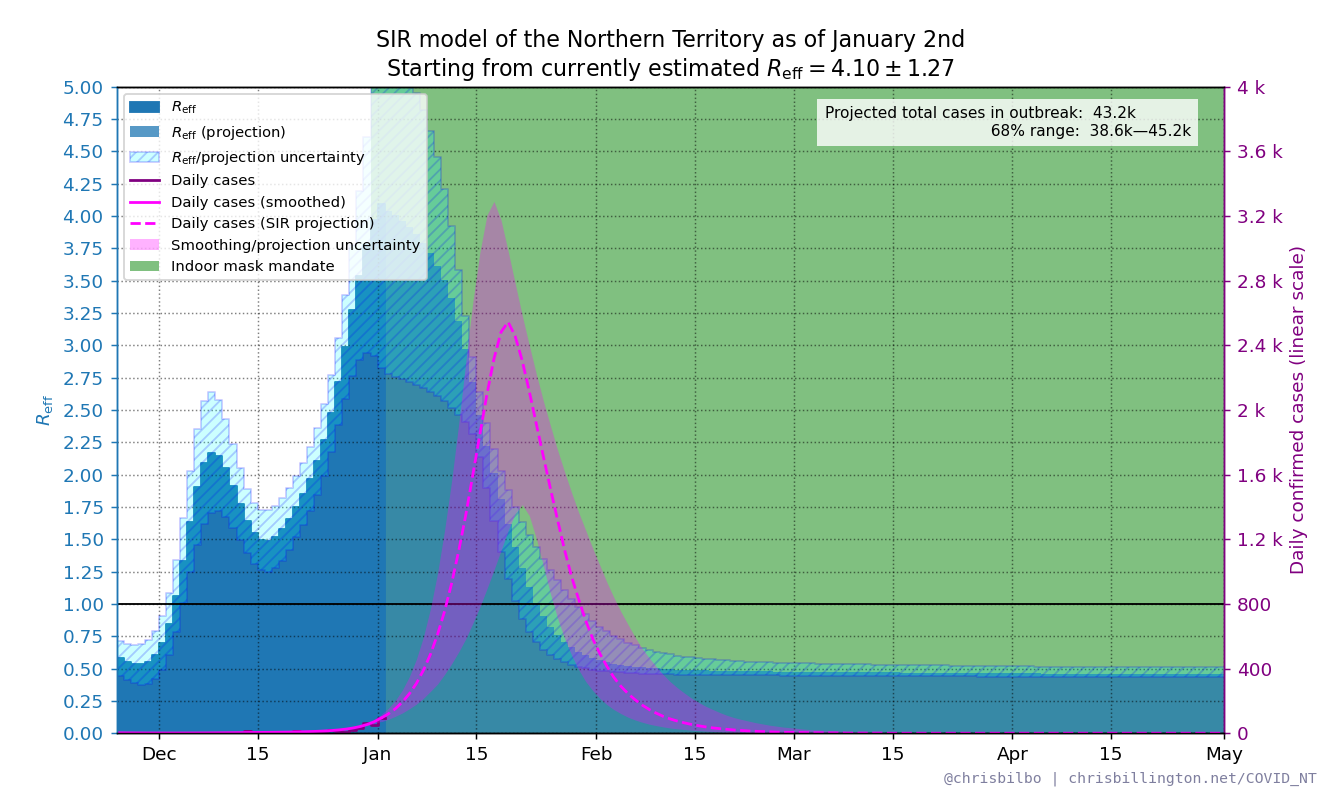 SIR model of the Northern Territory as of January 2nd
Starting from currently estimated R_eff = 4.10 ± 1.27
5.00
4.75
4.50
4.25
4.00
3.75
3.50
3.25
3.00
2.75
2.50
2.25
2.00
1.75
1.50
1.25
1.00
0.75
0.50
0.25
0.00
R_eff
R_eff
R_eff (projection)
R_eff/projection uncertainty
Daily cases
Daily cases (smoothed)
Daily cases (SIR projection)
Smoothing/projection uncertainty
Indoor mask mandate
Projected total cases in outbreak: 43.2k
68% range: 38.6k—45.2k
4 k
3.6 k
3.2 k
2.8 k
2.4 k
2 k
1.6 k
1.2 k
800
400
0
Daily confirmed cases (linear scale)
Dec 15 Jan 15 Feb 15 Mar 15 Apr 15 May
@chrisbilbo | chrisbillington.net/COVID_NT